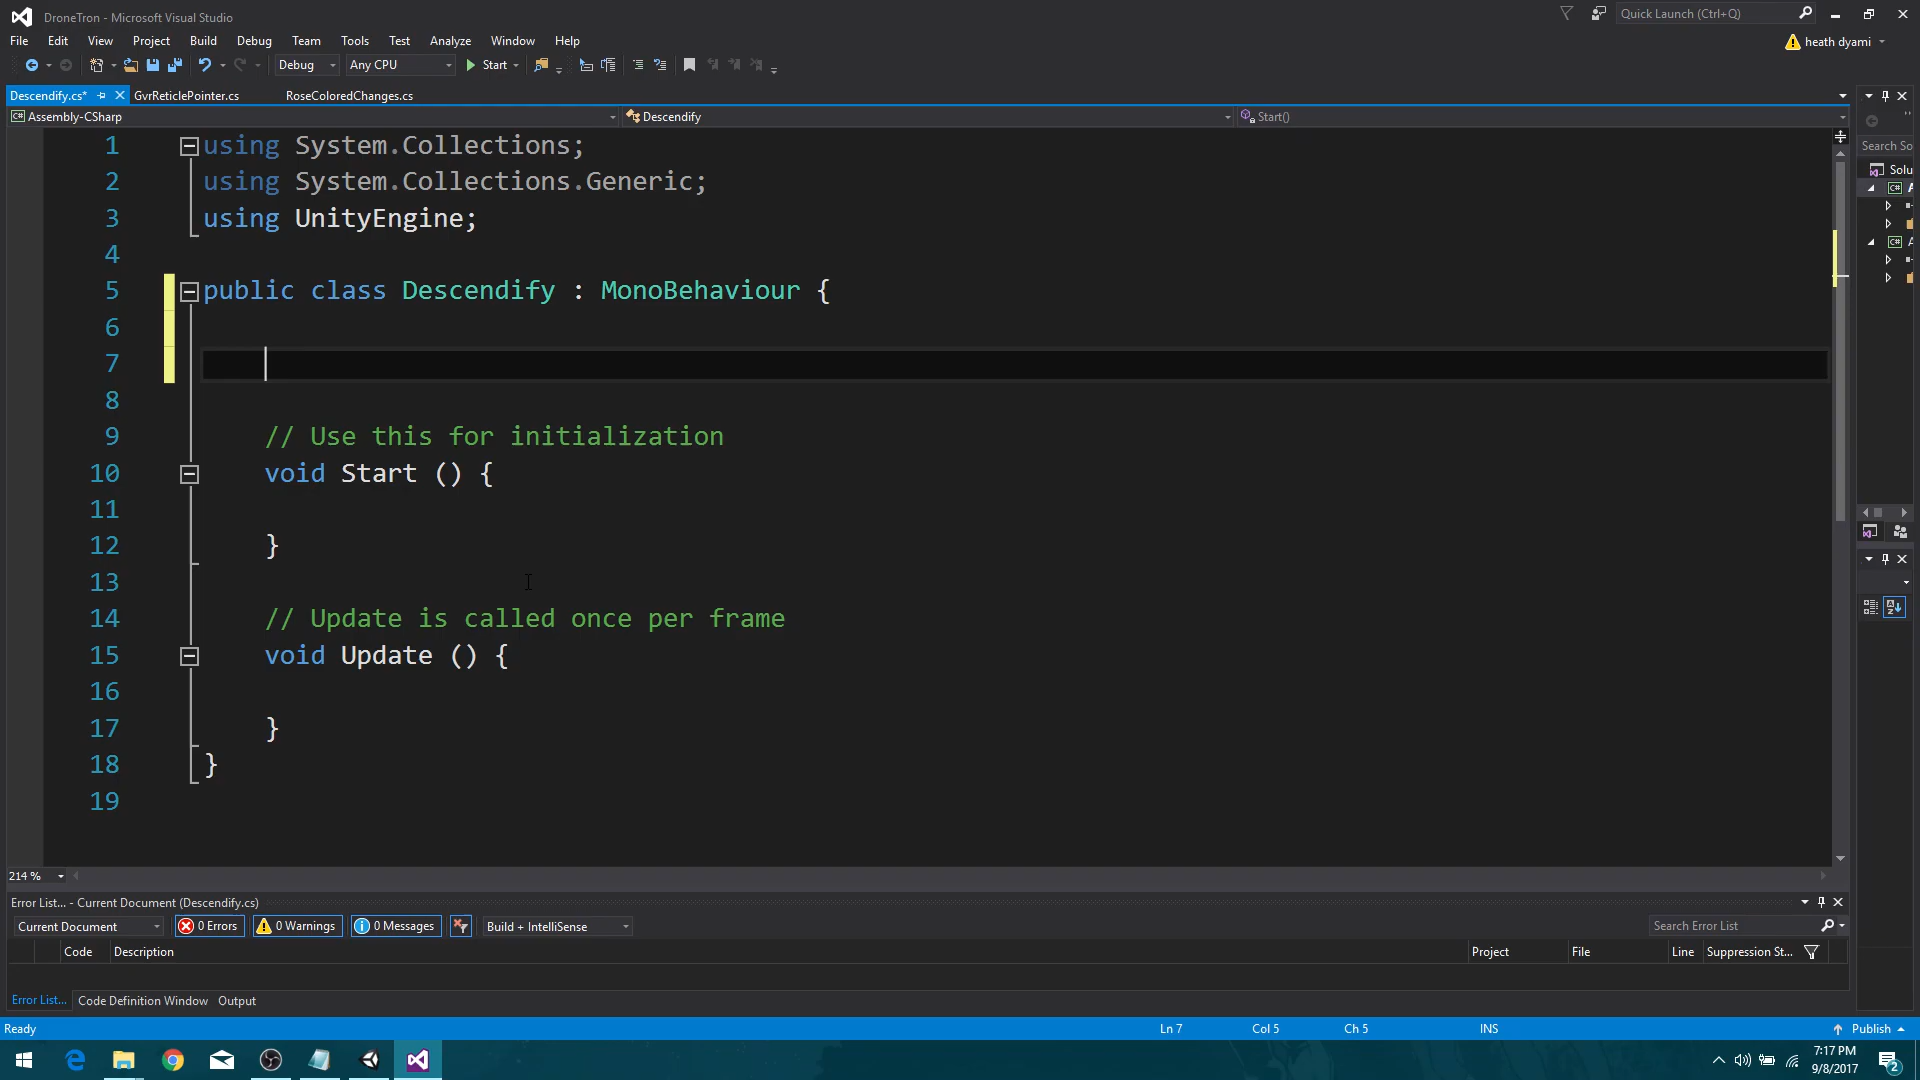 DroneTron - Microsoft Visual Studio
Quick Launch (Ctrl+Q)
File Edit View Project Build Debug Team Tools Test Analyze Window Help
heath dyami
Debug Any CPU Start
Descendify.cs* GvrReticlePointer.cs RoseColoredChanges.cs
Assembly-CSharp Descendify Start()
1 using System.Collections;
2 using System.Collections.Generic;
3 using UnityEngine;
4
5 public class Descendify : MonoBehaviour {
6
7
8
9 // Use this for initialization
10 void Start () {
11
12 }
13
14 // Update is called once per frame
15 void Update () {
16
17 }
18 }
19
Search So
Solu
214 %
Error List... - Current Document (Descendify.cs)
Current Document 0 Errors 0 Warnings 0 Messages Build + IntelliSense Search Error List
Code Description Project File Line Suppression St...
Error List... Code Definition Window Output
Ready Ln 7 Col 5 Ch 5 INS Publish
7:17 PM
9/8/2017
2